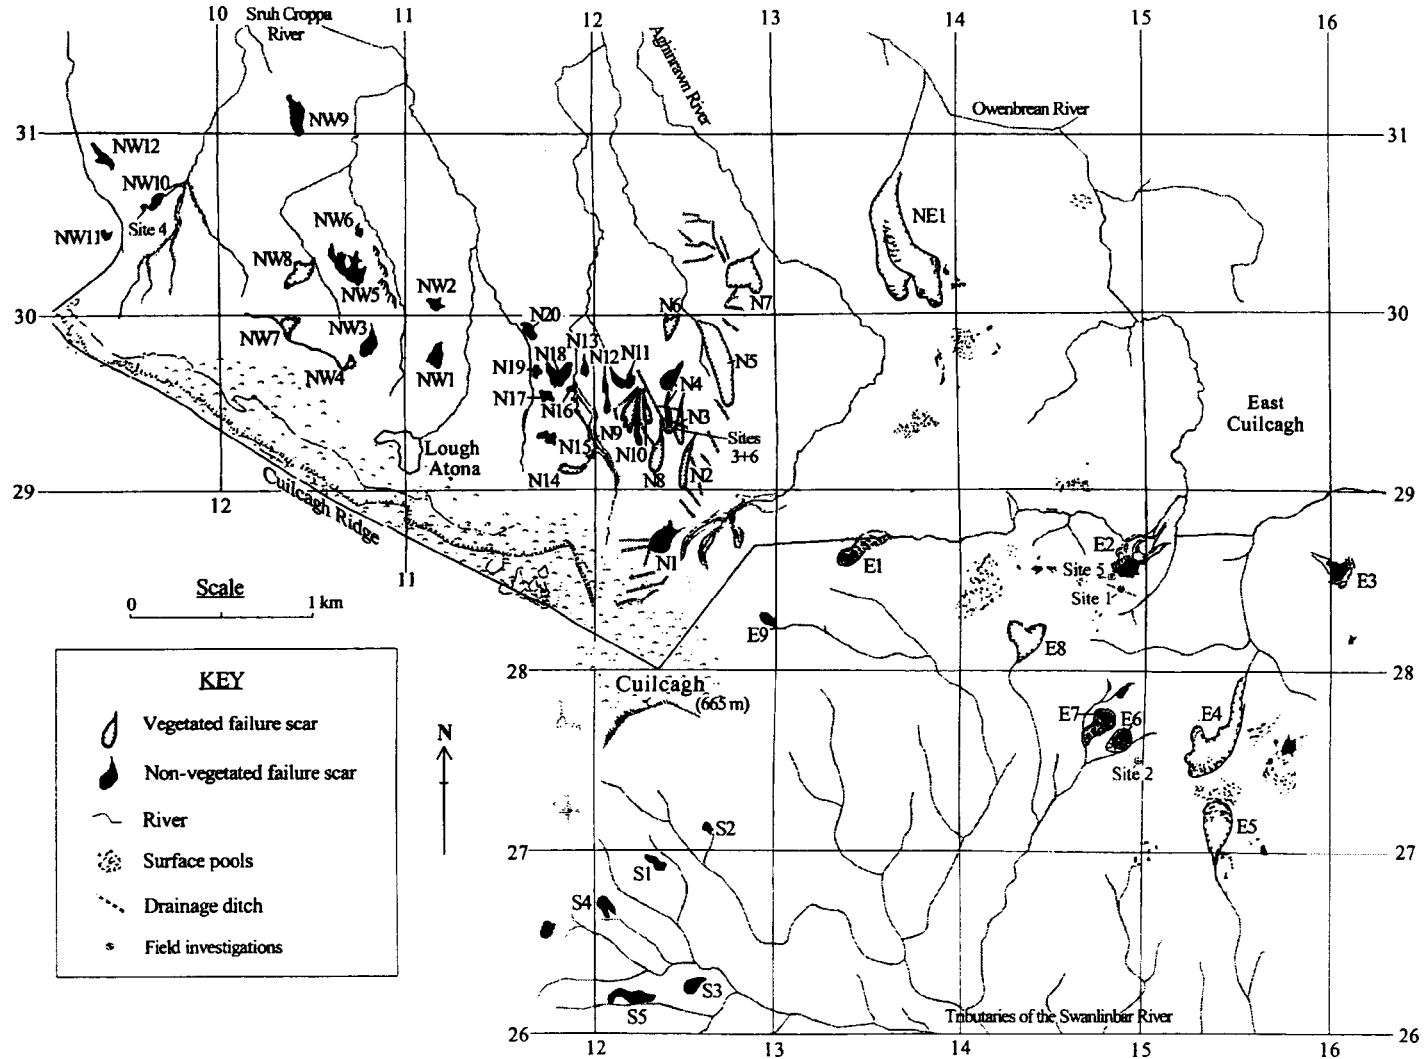 10
11
12
13
14
15
16
Sruh Croppa
River
Aghinrawn River
Owenbrean River
31
31
NW9
NW12
NW10
Site 4
NW11
NW6
NW8
NW5
NW2
NE1
N7
N6
30
30
N20
NW7
NW3
N13
N18
N12
N11
N5
N19
NW4
NW1
N4
N17
N16
N3
East
Cuilcagh
Sites
3+6
Lough
Atona
N15
N9
N10
N14
N8
N2
29
29
12
Cuilcagh Ridge
N1
E1
E2
Site 5
Site 1
E3
11
Scale
0
1 km
E9
E8
28
28
Cuilcagh
(665 m)
E7
E6
E4
Site 2
N
KEY
Vegetated failure scar
Non-vegetated failure scar
River
Surface pools
Drainage ditch
Field investigations
S2
E5
27
27
S1
S4
S3
S5
Tributaries of the Swanlinbar River
26
26
12
13
14
15
16